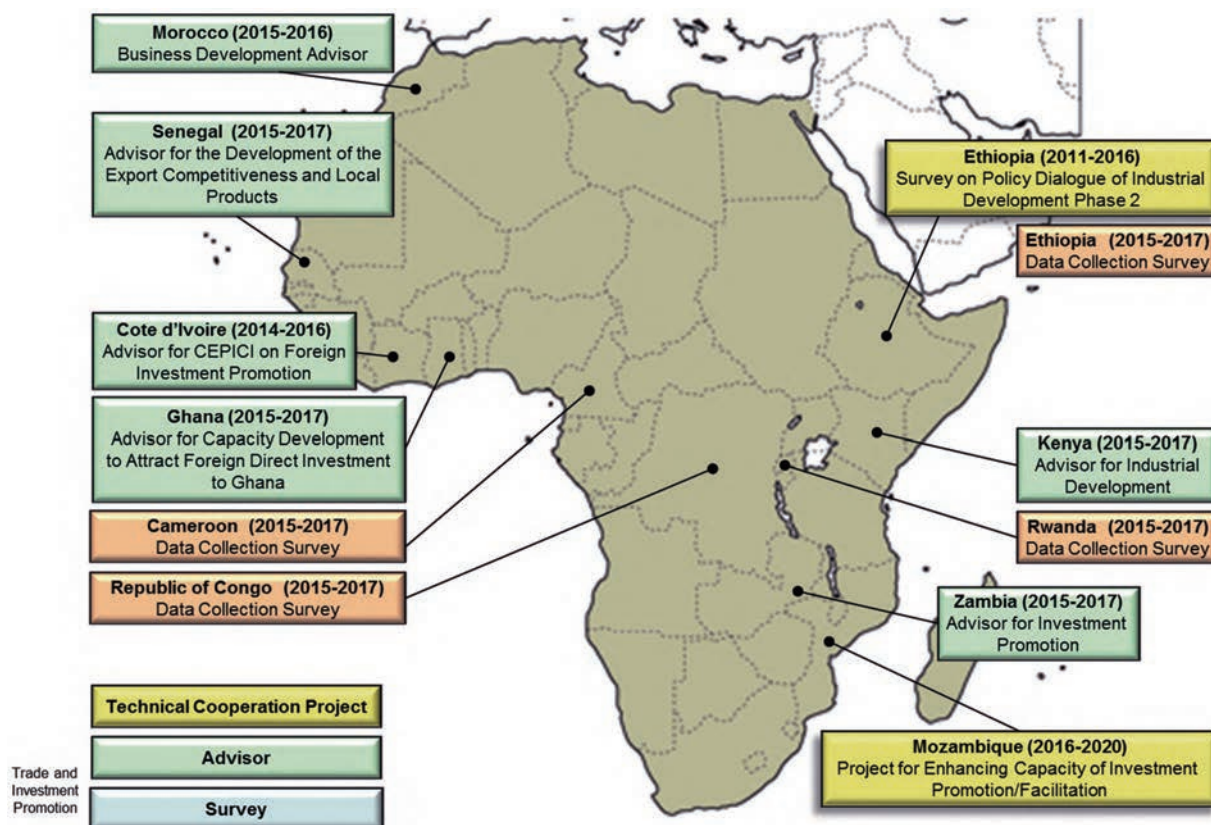 Morocco (2015-2016)
Business Development Advisor
Senegal (2015-2017)
Advisor for the Development of the
Export Competitiveness and Local
Products
Cote d'Ivoire (2014-2016)
Advisor for CEPICI on Foreign
Investment Promotion
Ghana (2015-2017)
Advisor for Capacity Development
to Attract Foreign Direct Investment
to Ghana
Cameroon (2015-2017)
Data Collection Survey
Republic of Congo (2015-2017)
Data Collection Survey
Ethiopia (2011-2016)
Survey on Policy Dialogue of Industrial
Development Phase 2
Ethiopia (2015-2017)
Data Collection Survey
Kenya (2015-2017)
Advisor for Industrial
Development
Rwanda (2015-2017)
Data Collection Survey
Zambia (2015-2017)
Advisor for Investment
Promotion
Mozambique (2016-2020)
Project for Enhancing Capacity of Investment
Promotion/Facilitation
Trade and
Investment
Promotion
Technical Cooperation Project
Advisor
Survey